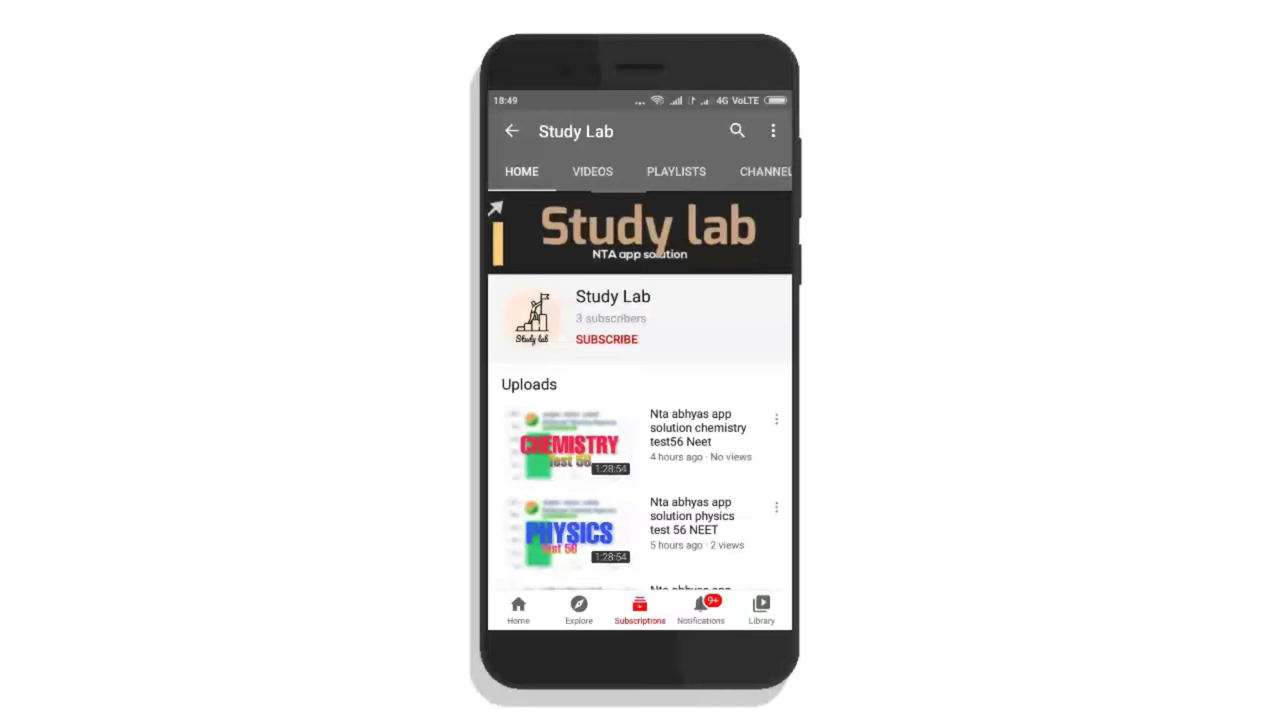 18:49
4G VoLTE
Study Lab
HOME VIDEOS PLAYLISTS CHANNEL
Study lab
NTA app solution
Study Lab
3 subscribers
SUBSCRIBE
Study lab
Uploads
Nta abhyas app
solution chemistry
test56 Neet
4 hours ago · No views
CHEMISTRY
Test 56
1:28:54
Nta abhyas app
solution physics
test 56 NEET
5 hours ago · 2 views
PHYSICS
test 56
1:28:54
Nta abhyas app
9+
Home Explore Subscriptions Notifications Library